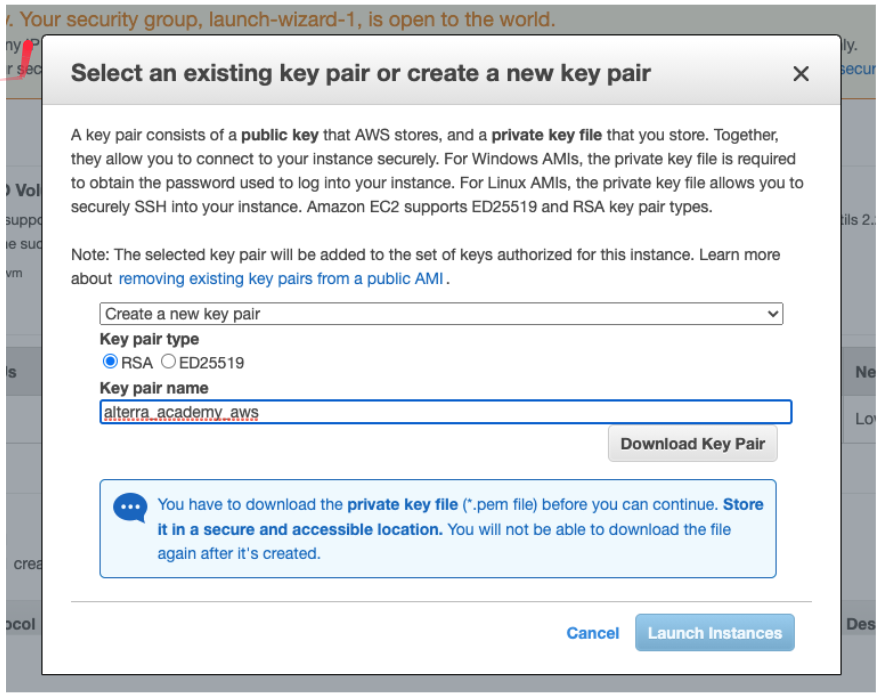 . Your security group, launch-wizard-1, is open to the world.
Select an existing key pair or create a new key pair
A key pair consists of a public key that AWS stores, and a private key file that you store. Together,
they allow you to connect to your instance securely. For Windows AMIs, the private key file is required
to obtain the password used to log into your instance. For Linux AMIs, the private key file allows you to
securely SSH into your instance. Amazon EC2 supports ED25519 and RSA key pair types.
Note: The selected key pair will be added to the set of keys authorized for this instance. Learn more
about removing existing key pairs from a public AMI .
Create a new key pair
Key pair type
RSA ED25519
Key pair name
alterra_academy_aws
Download Key Pair
You have to download the private key file (*.pem file) before you can continue. Store
it in a secure and accessible location. You will not be able to download the file
again after it's created.
Cancel Launch Instances